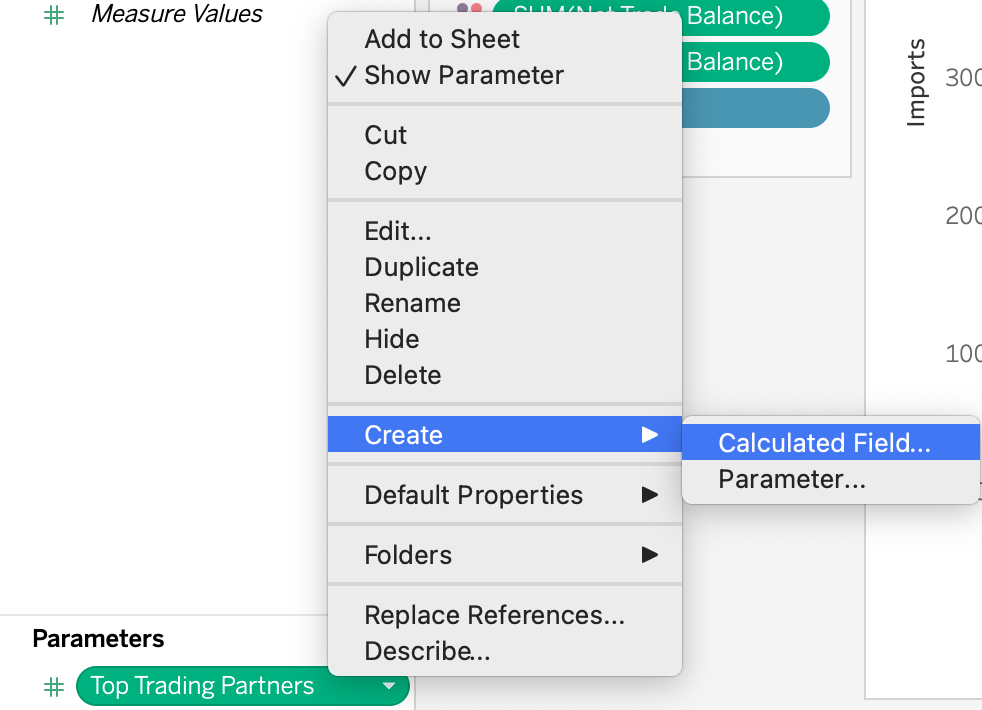 Measure Values
Add to Sheet
✓ Show Parameter
Cut
Copy
Edit...
Duplicate
Rename
Hide
Delete
Create
Default Properties
Folders
Replace References...
Describe...
Calculated Field...
Parameter...
SUM(Net Trade Balance)
Balance)
Imports
300
200
100
Parameters
Top Trading Partners